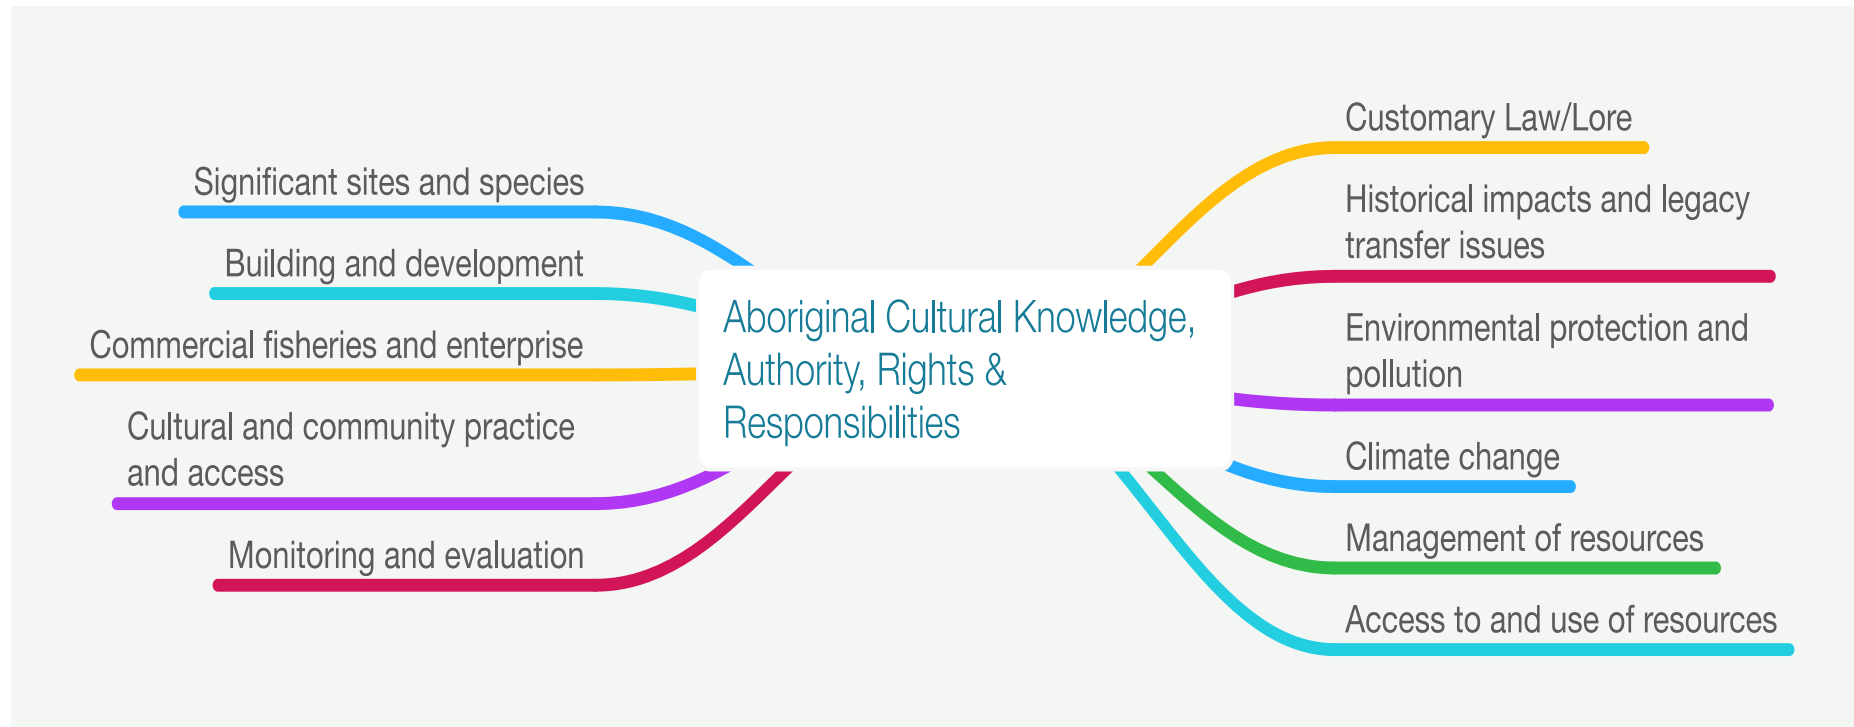 Significant sites and species
Building and development
Commercial fisheries and enterprise
Cultural and community practice
and access
Monitoring and evaluation
Aboriginal Cultural Knowledge,
Authority, Rights &
Responsibilities
Customary Law/Lore
Historical impacts and legacy
transfer issues
Environmental protection and
pollution
Climate change
Management of resources
Access to and use of resources